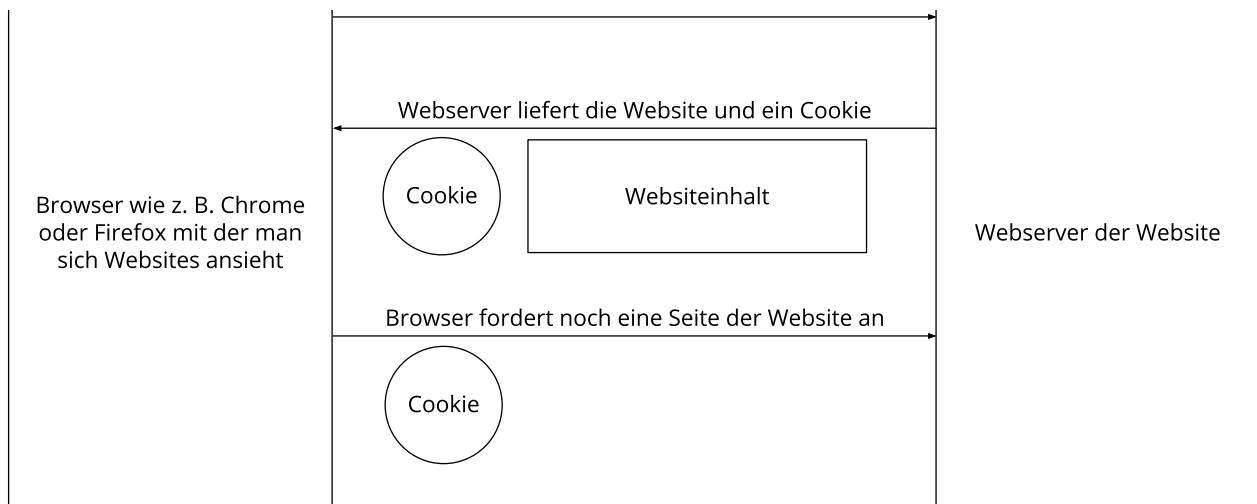 Webserver liefert die Website und ein Cookie
Cookie
Websiteinhalt
Browser wie z. B. Chrome
oder Firefox mit der man
sich Websites ansieht
Webserver der Website
Browser fordert noch eine Seite der Website an
Cookie